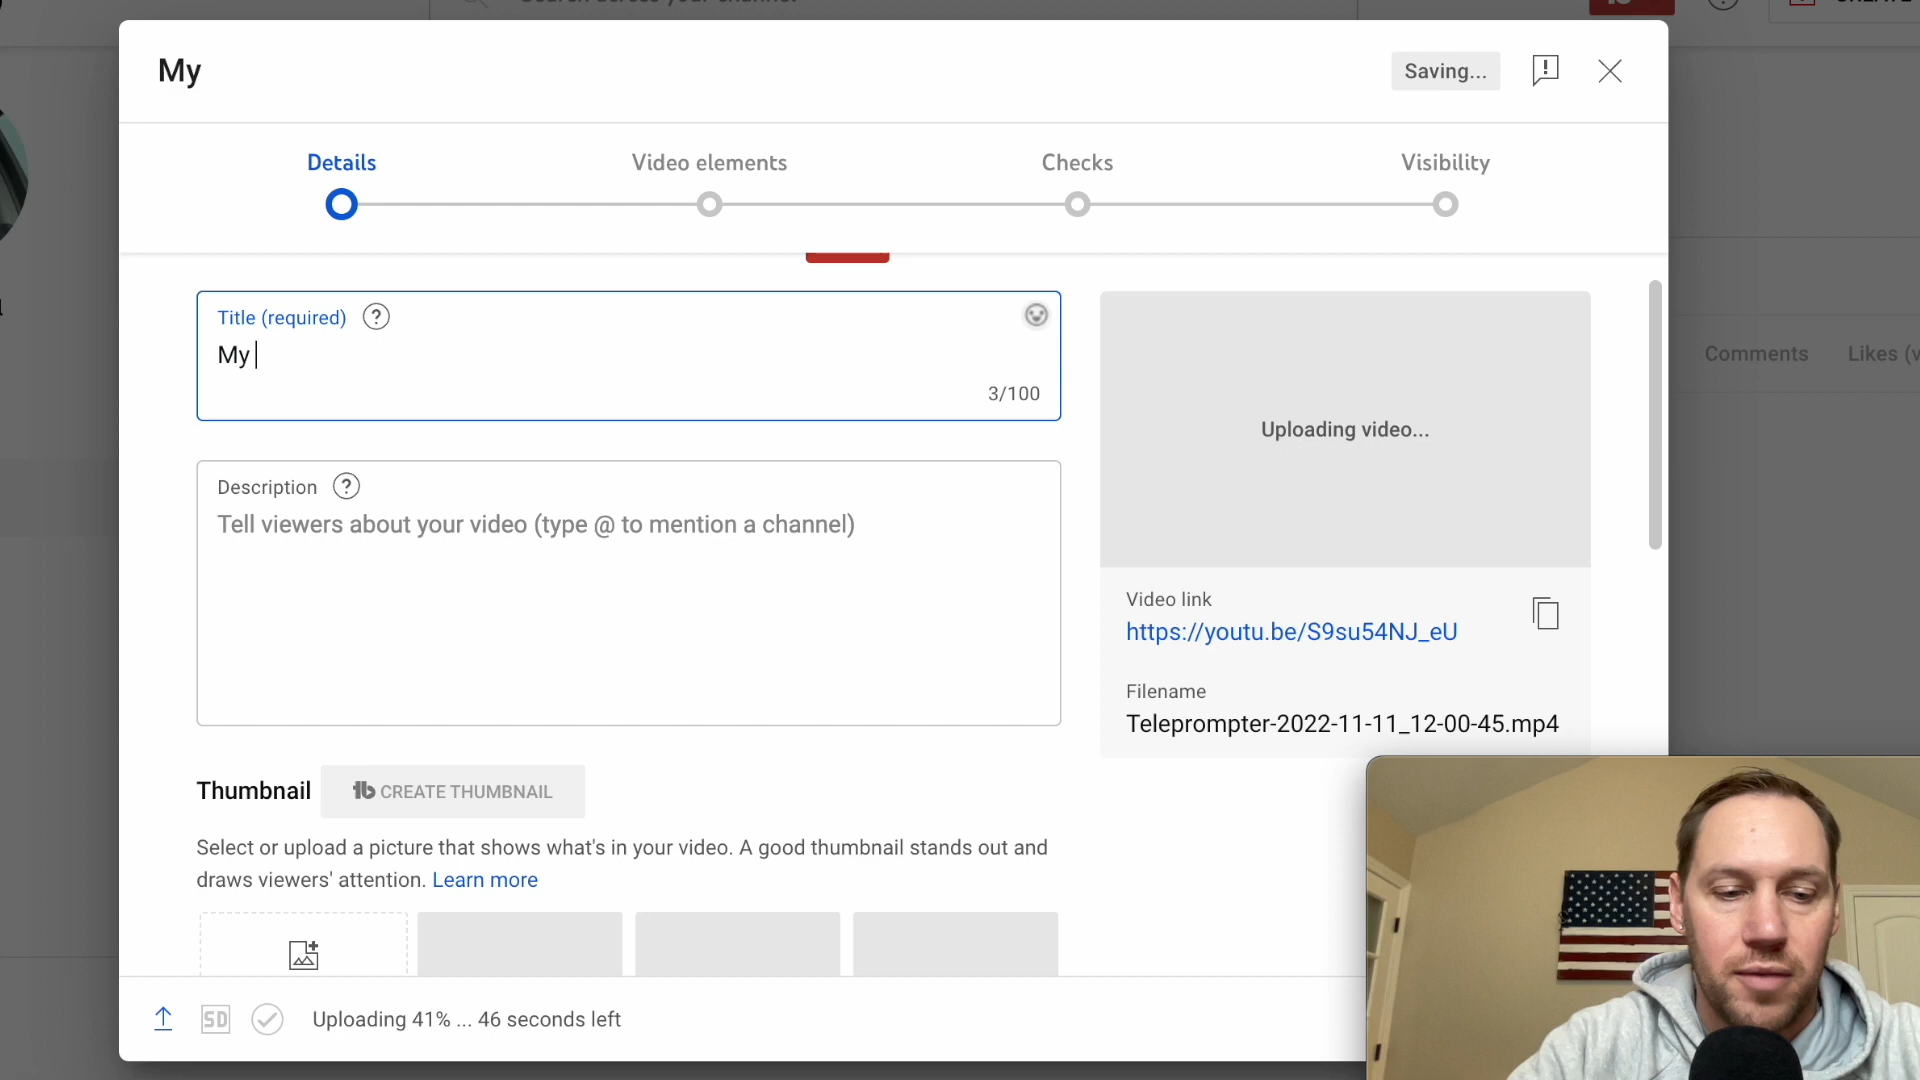 My
Saving...
Details
Video elements
Checks
Visibility
Title (required) ?
My
3/100
Description ?
Tell viewers about your video (type @ to mention a channel)
Uploading video...
Video link
https://youtu.be/S9su54NJ_eU
Filename
Teleprompter-2022-11-11_12-00-45.mp4
Comments
Likes (v
Thumbnail
CREATE THUMBNAIL
Select or upload a picture that shows what's in your video. A good thumbnail stands out and
draws viewers' attention. Learn more
SD
Uploading 41% ... 46 seconds left